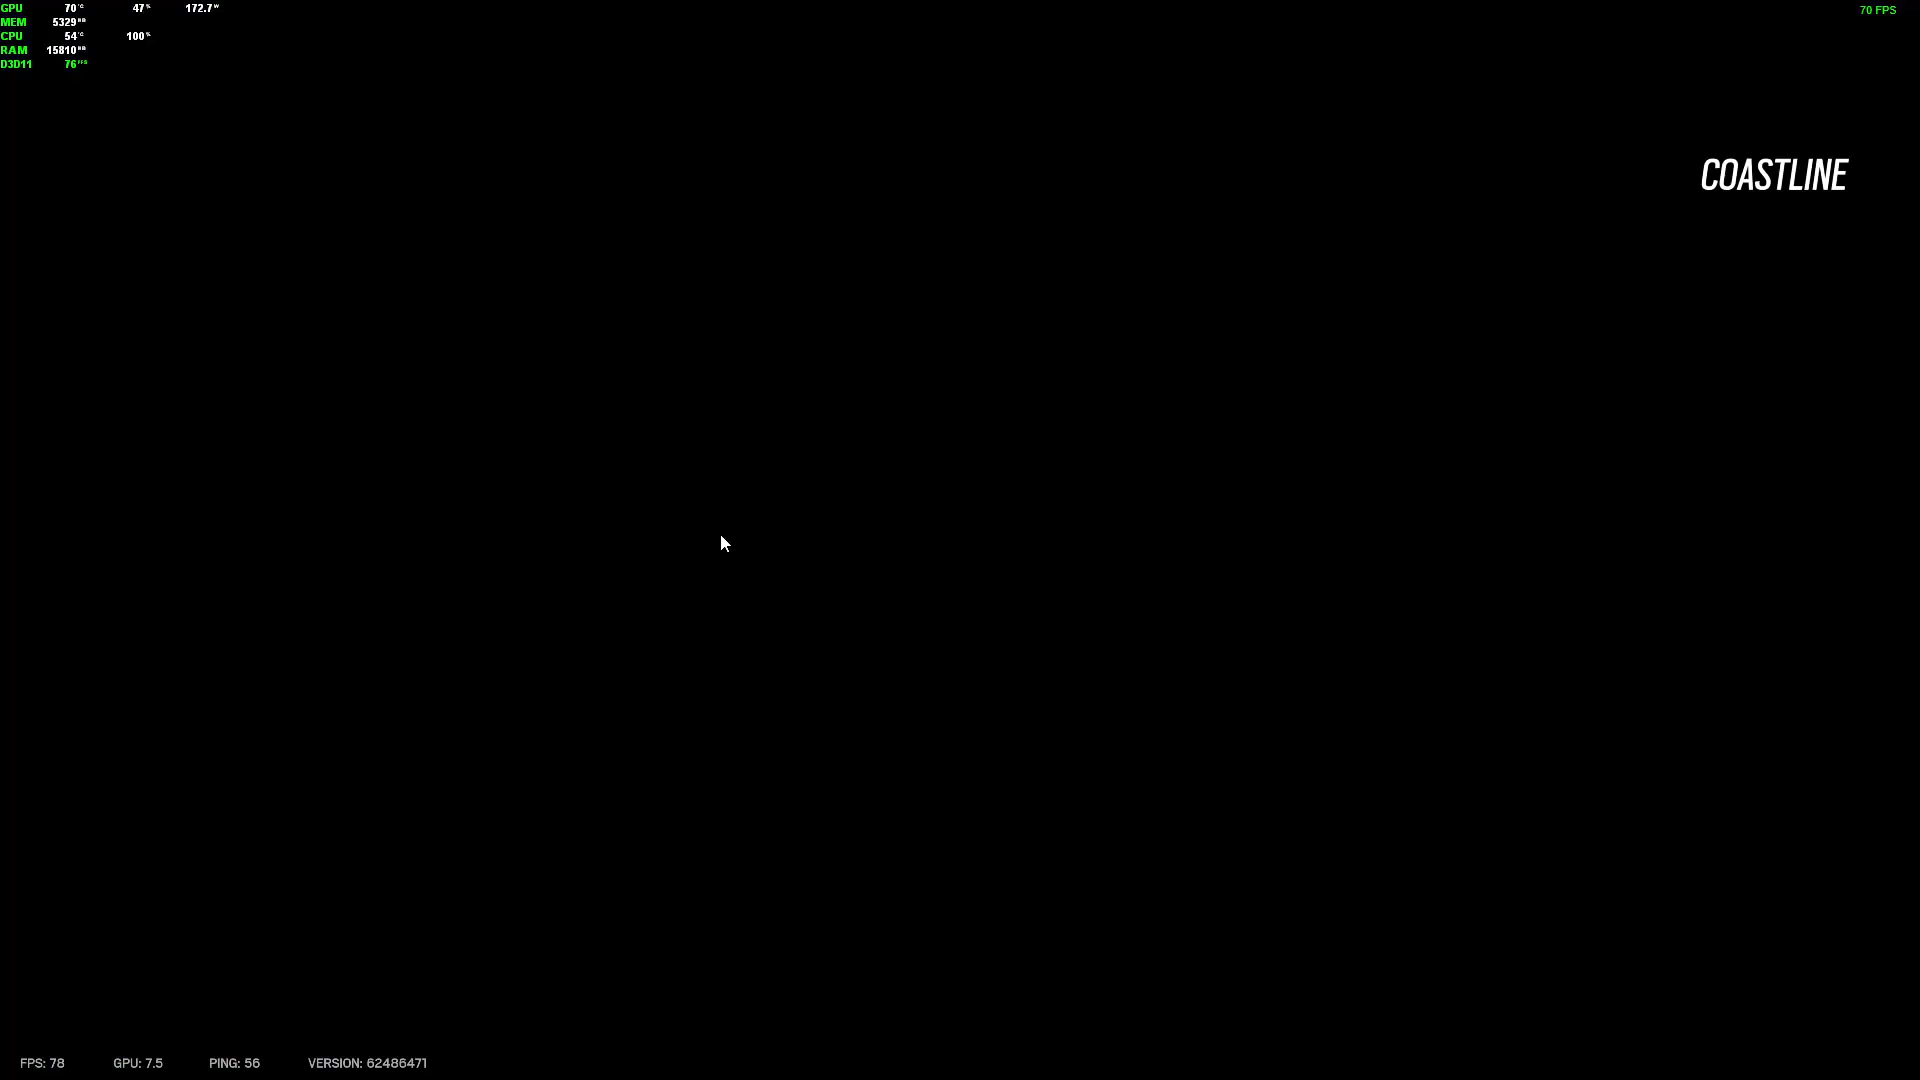 GPU 70°C 47% 172.7W
70 FPS
MEM 5329MB
CPU 54°C 100%
RAM 15810MB
D3D11 76FPS
COASTLINE
FPS: 78 GPU: 7.5 PING: 56 VERSION: 62486471